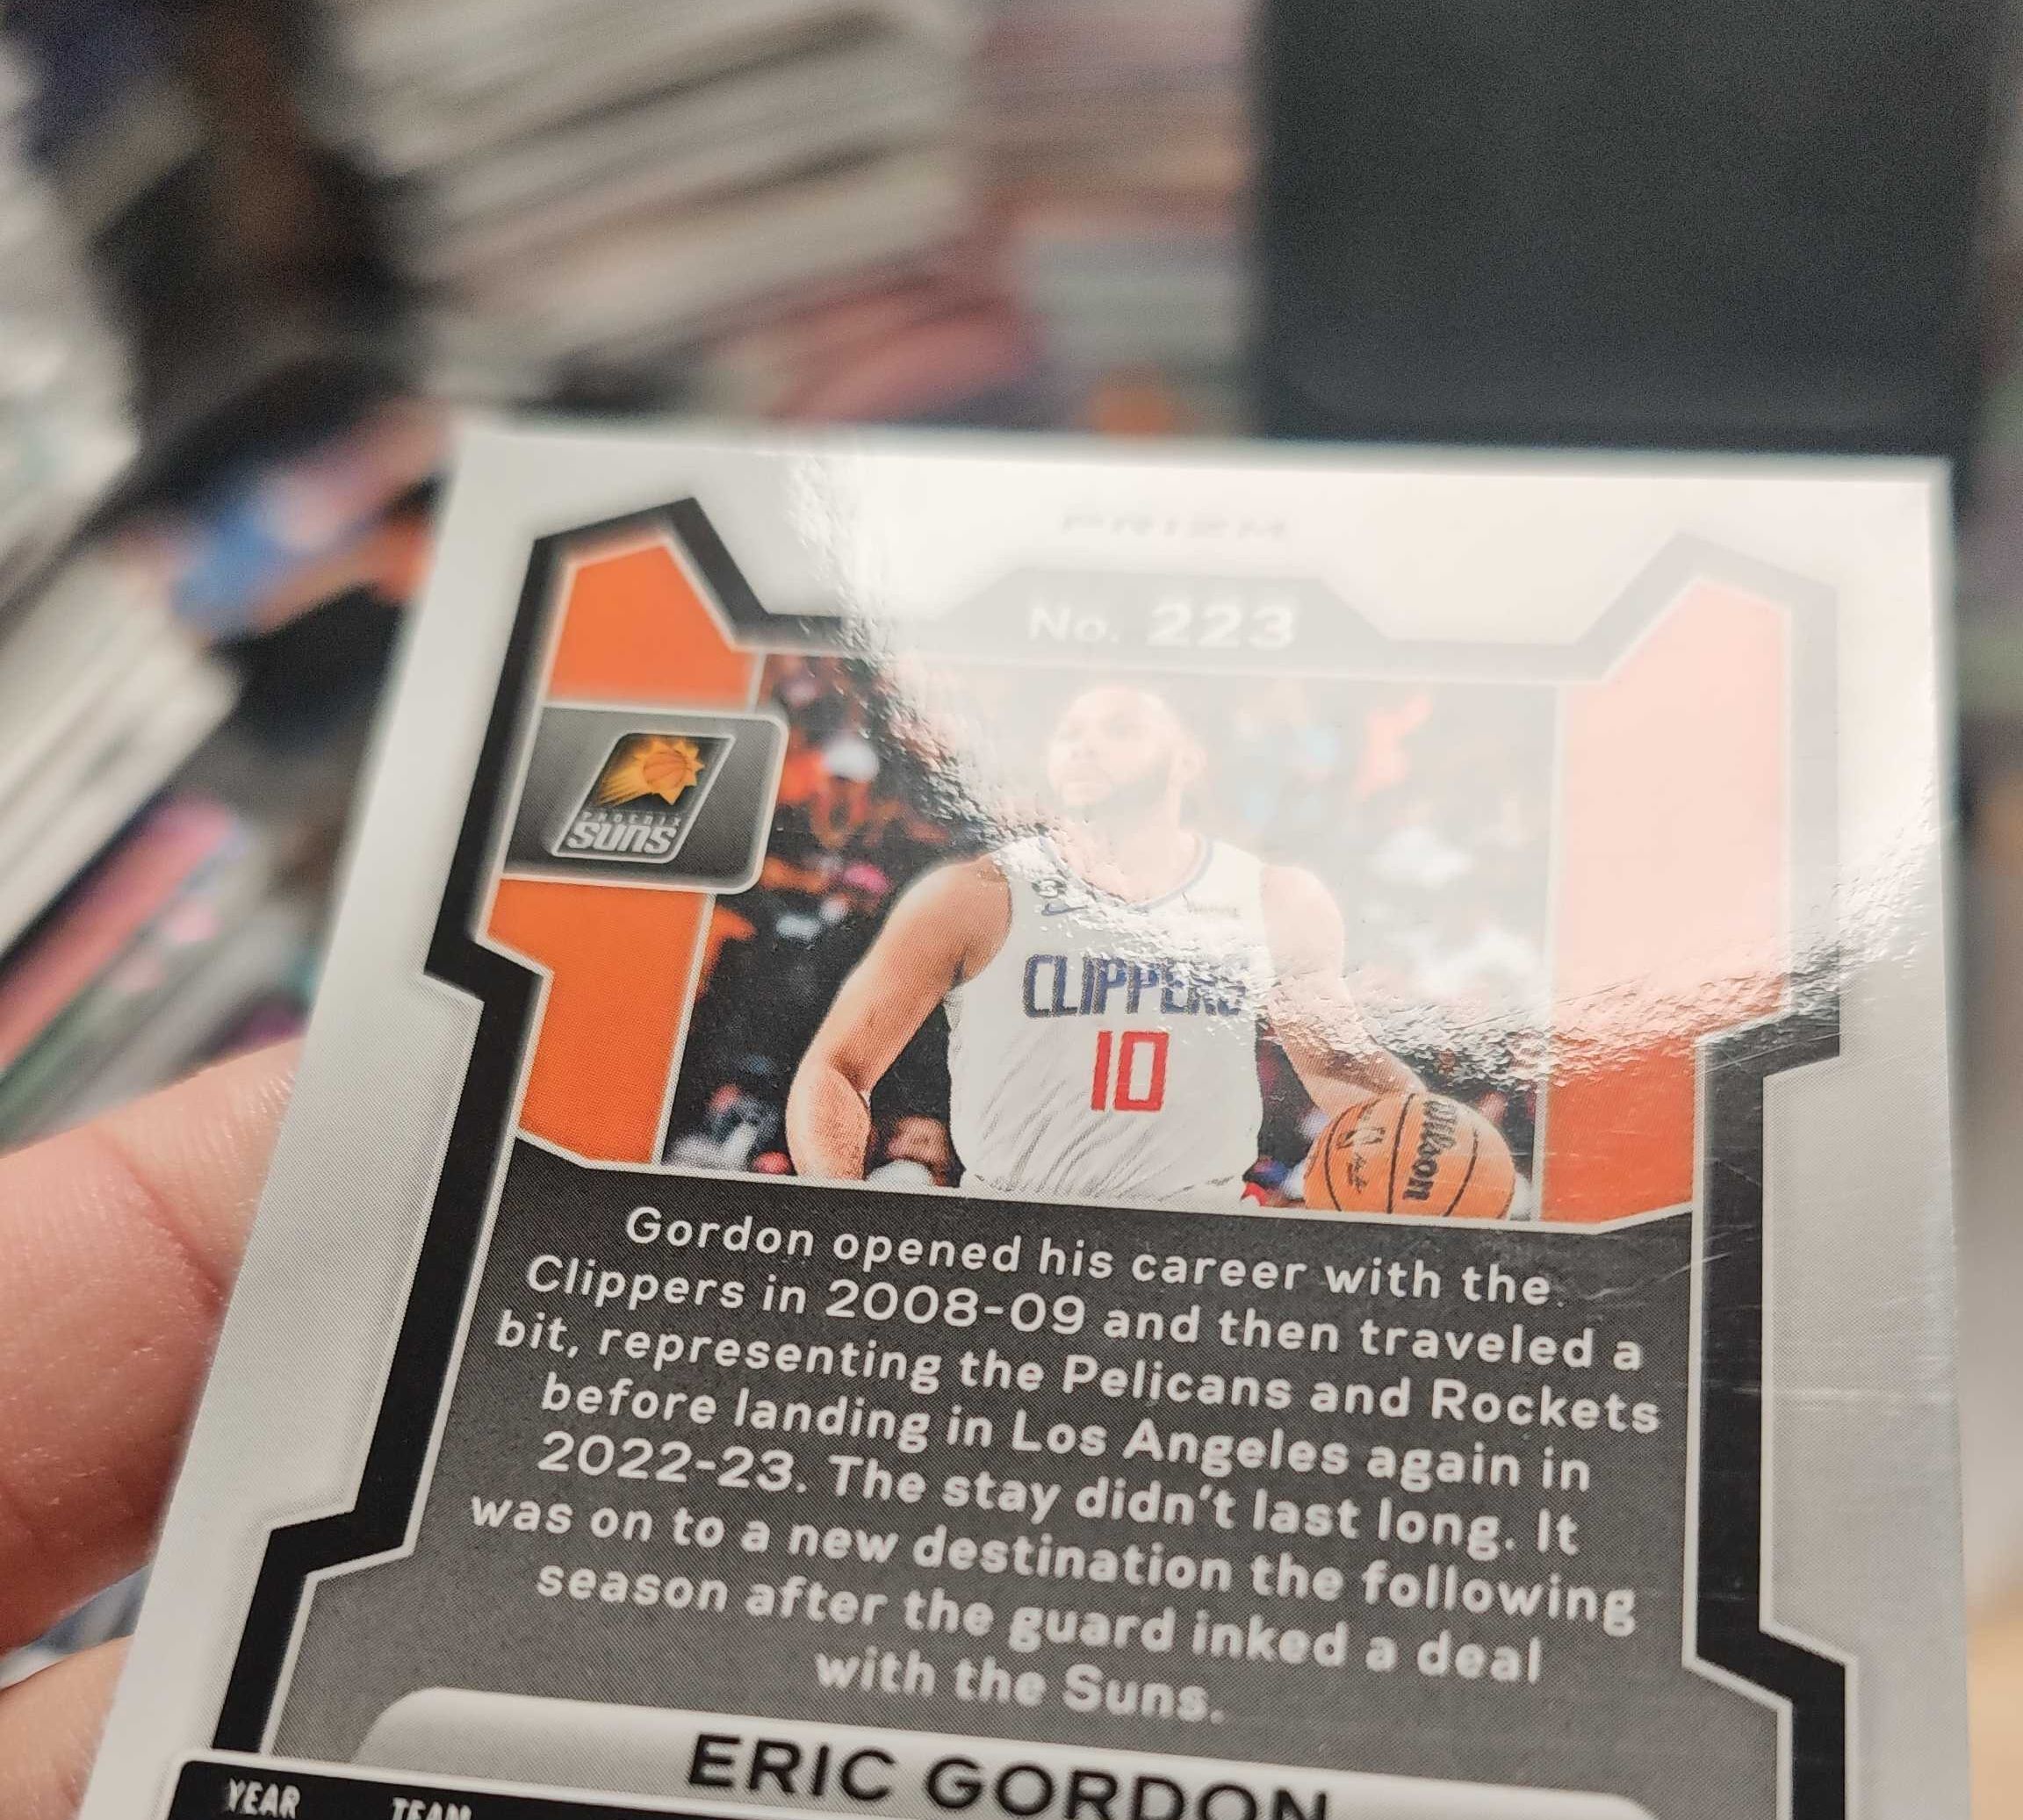 PRIZM
No. 223
PHOENIX
SUNS
CLIPPERS
10
Wilson
Gordon opened his career with the
Clippers in 2008-09 and then traveled a
bit, representing the Pelicans and Rockets
before landing in Los Angeles again in
2022-23. The stay didn't last long. It
was on to a new destination the following
season after the guard inked a deal
with the Suns.
ERIC GORDON
YEAR TEAM